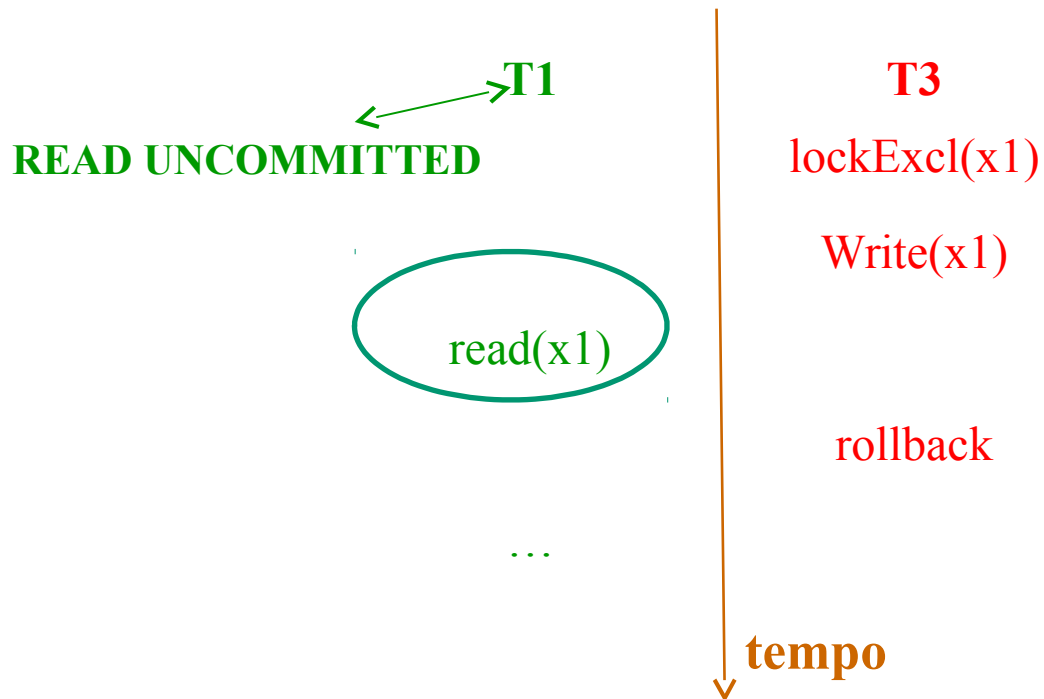 T1
T3
READ UNCOMMITTED
lockExcl(x1)
Write(x1)
read(x1)
rollback
...
tempo